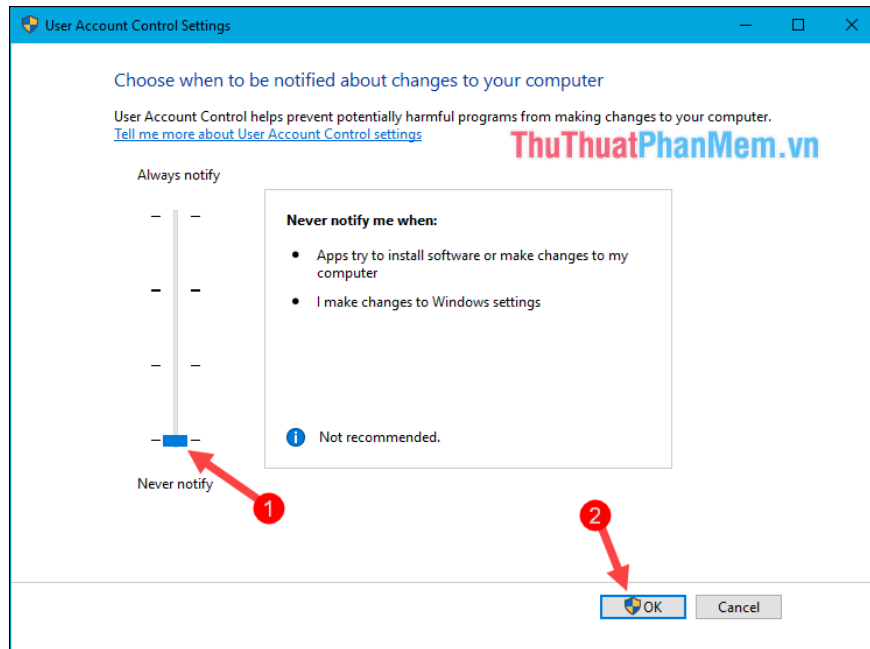 User Account Control Settings
Choose when to be notified about changes to your computer
User Account Control helps prevent potentially harmful programs from making changes to your computer.
Tell me more about User Account Control settings
ThuThuatPhanMem.vn
Always notify
Never notify me when:
• Apps try to install software or make changes to my
computer
• I make changes to Windows settings
Not recommended.
Never notify
1
2
OK
Cancel